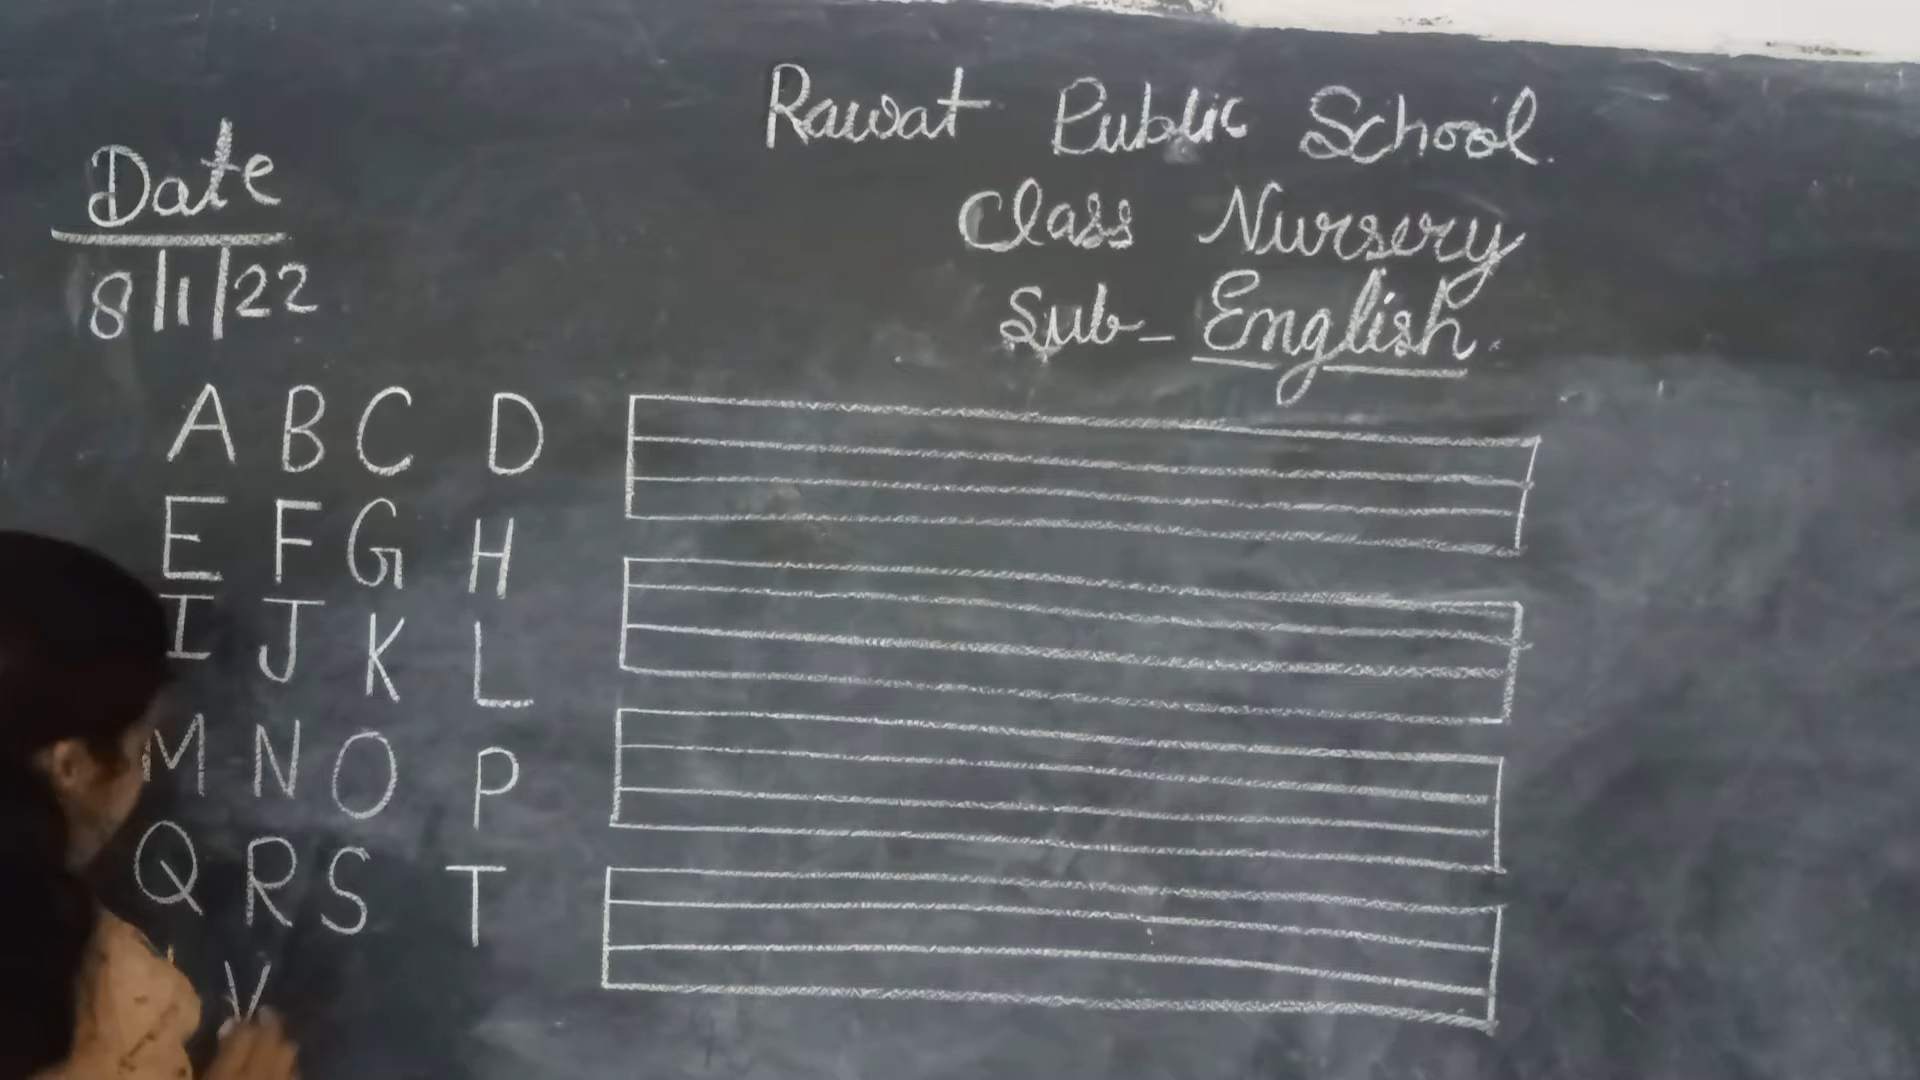 Rawat Public School.
Date
Class Nursery
8/1/22
Sub- English.
A B C D
E F G H
I J K L
M N O P
Q R S T
V